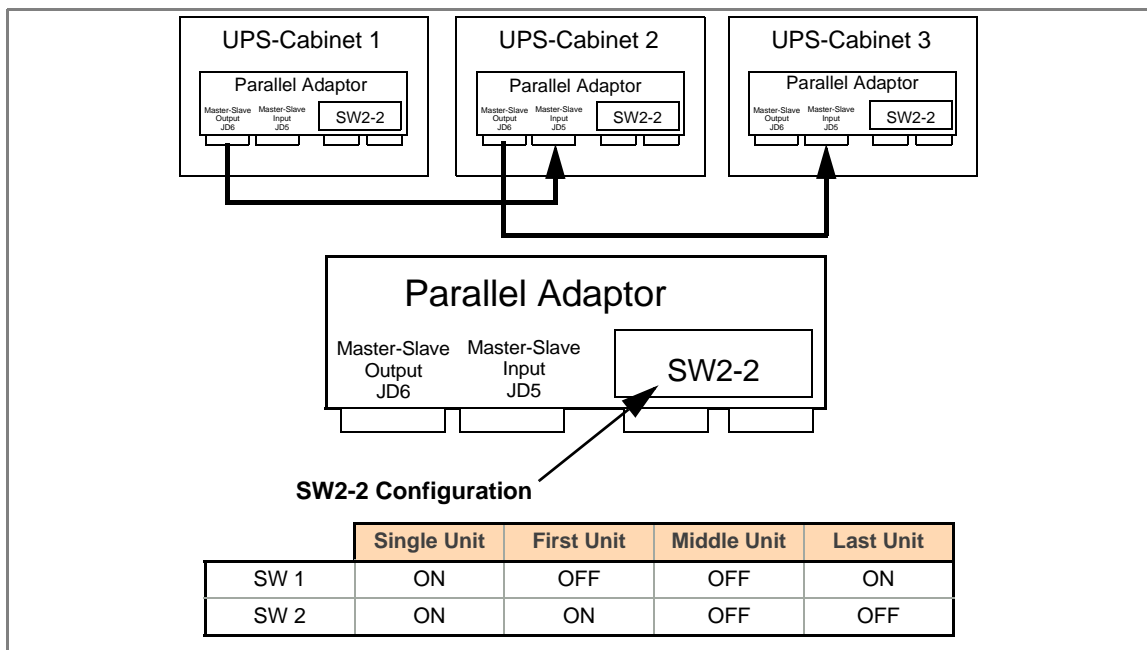 UPS-Cabinet 1
Parallel Adaptor
Master-Slave
Output
JD6
Master-Slave
Input
JD5
SW2-2
UPS-Cabinet 2
Parallel Adaptor
Master-Slave
Output
JD6
Master-Slave
Input
JD5
SW2-2
UPS-Cabinet 3
Parallel Adaptor
Master-Slave
Output
JD6
Master-Slave
Input
JD5
SW2-2
Parallel Adaptor
Master-Slave
Output
JD6
Master-Slave
Input
JD5
SW2-2
SW2-2 Configuration
Single Unit First Unit Middle Unit Last Unit
SW 1 ON OFF OFF ON
SW 2 ON ON OFF OFF